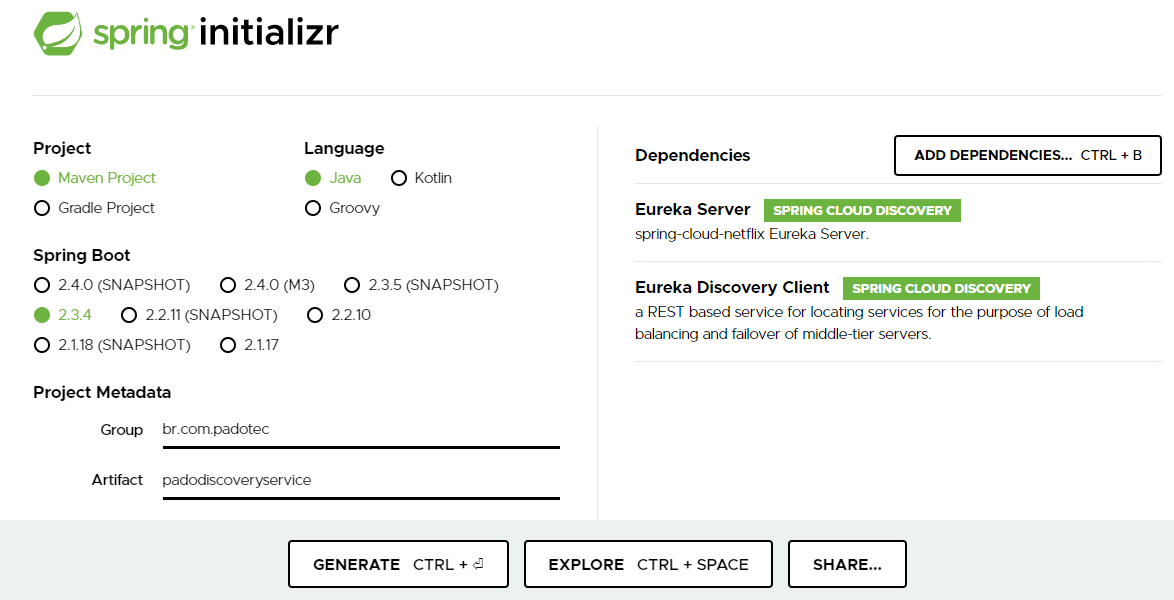 spring initializr
Project
Maven Project
Gradle Project
Language
Java Kotlin
Groovy
Spring Boot
2.4.0 (SNAPSHOT) 2.4.0 (M3) 2.3.5 (SNAPSHOT)
2.3.4 2.2.11 (SNAPSHOT) 2.2.10
2.1.18 (SNAPSHOT) 2.1.17
Project Metadata
Group br.com.padotec
Artifact padodiscoveryservice
Dependencies ADD DEPENDENCIES... CTRL + B
Eureka Server SPRING CLOUD DISCOVERY
spring-cloud-netflix Eureka Server.
Eureka Discovery Client SPRING CLOUD DISCOVERY
a REST based service for locating services for the purpose of load
balancing and failover of middle-tier servers.
GENERATE CTRL + ⏎ EXPLORE CTRL + SPACE SHARE...